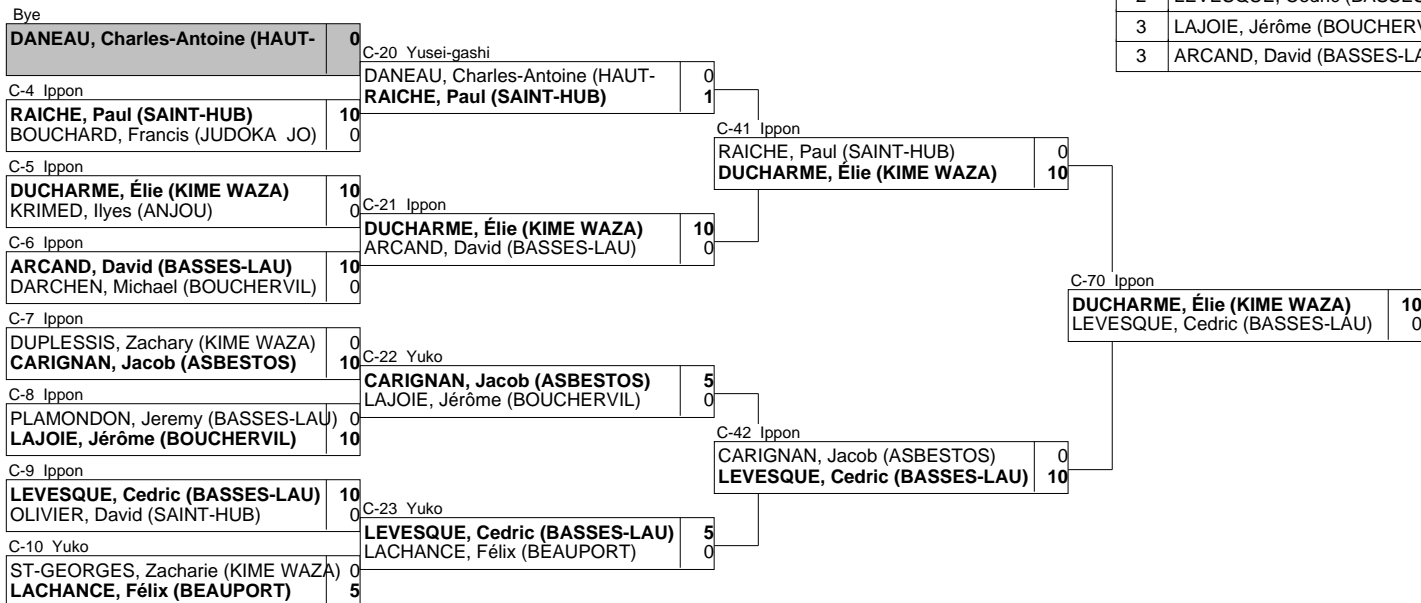 2 LEVESQUE, Cedric (BASSES
3 LAJOIE, Jérôme (BOUCHERV
3 ARCAND, David (BASSES-LA
Bye
DANEAU, Charles-Antoine (HAUT- 0
C-4 Ippon
RAICHE, Paul (SAINT-HUB) 10
BOUCHARD, Francis (JUDOKA JO) 0
C-5 Ippon
DUCHARME, Élie (KIME WAZA) 10
KRIMED, Ilyes (ANJOU) 0
C-6 Ippon
ARCAND, David (BASSES-LAU) 10
DARCHEN, Michael (BOUCHERVIL) 0
C-7 Ippon
DUPLESSIS, Zachary (KIME WAZA) 0
CARIGNAN, Jacob (ASBESTOS) 10
C-8 Ippon
PLAMONDON, Jeremy (BASSES-LAU) 0
LAJOIE, Jérôme (BOUCHERVIL) 10
C-9 Ippon
LEVESQUE, Cedric (BASSES-LAU) 10
OLIVIER, David (SAINT-HUB) 0
C-10 Yuko
ST-GEORGES, Zacharie (KIME WAZA) 0
LACHANCE, Félix (BEAUPORT) 5
C-20 Yusei-gashi
DANEAU, Charles-Antoine (HAUT- 0
RAICHE, Paul (SAINT-HUB) 1
C-21 Ippon
DUCHARME, Élie (KIME WAZA) 10
ARCAND, David (BASSES-LAU) 0
C-22 Yuko
CARIGNAN, Jacob (ASBESTOS) 5
LAJOIE, Jérôme (BOUCHERVIL) 0
C-23 Yuko
LEVESQUE, Cedric (BASSES-LAU) 5
LACHANCE, Félix (BEAUPORT) 0
C-41 Ippon
RAICHE, Paul (SAINT-HUB) 0
DUCHARME, Élie (KIME WAZA) 10
C-42 Ippon
CARIGNAN, Jacob (ASBESTOS) 0
LEVESQUE, Cedric (BASSES-LAU) 10
C-70 Ippon
DUCHARME, Élie (KIME WAZA) 10
LEVESQUE, Cedric (BASSES-LAU) 0